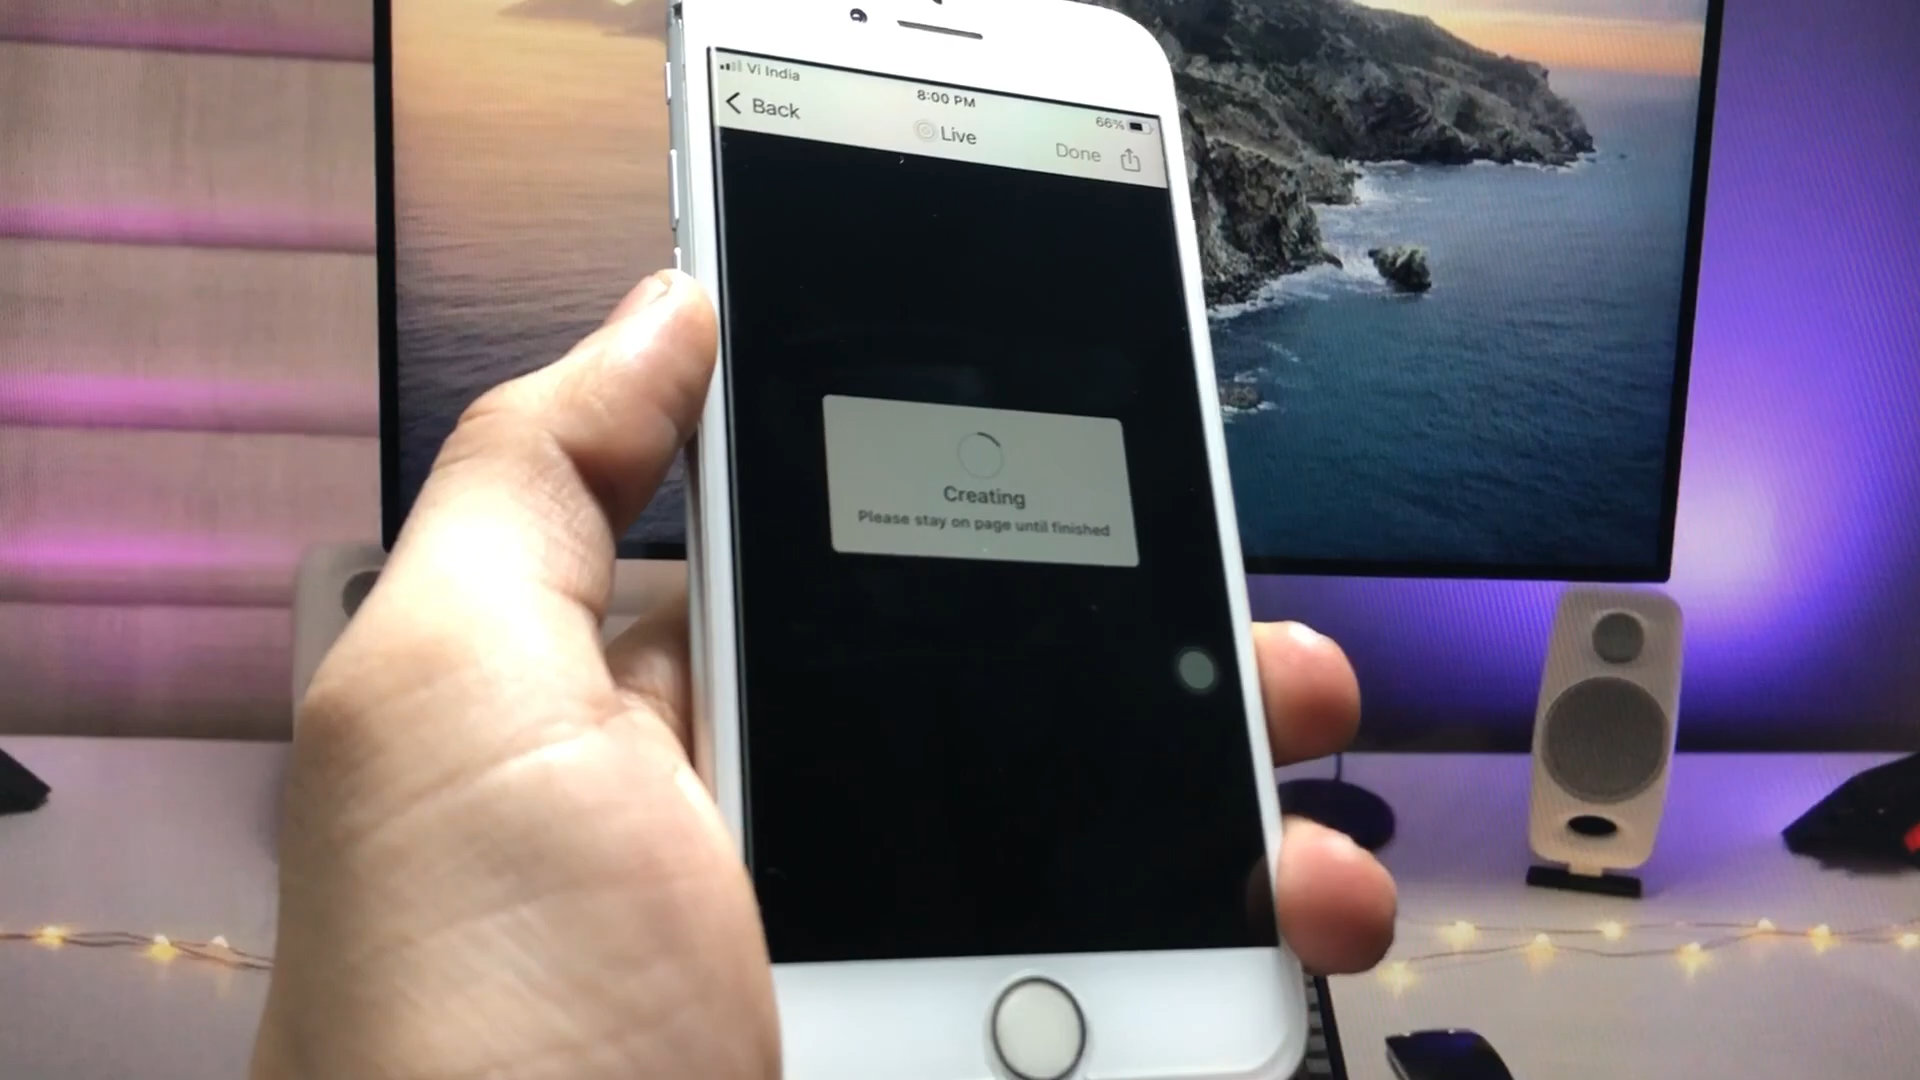 Vi India
8:00 PM
66%
Back
Live
Done
Creating
Please stay on page until finished